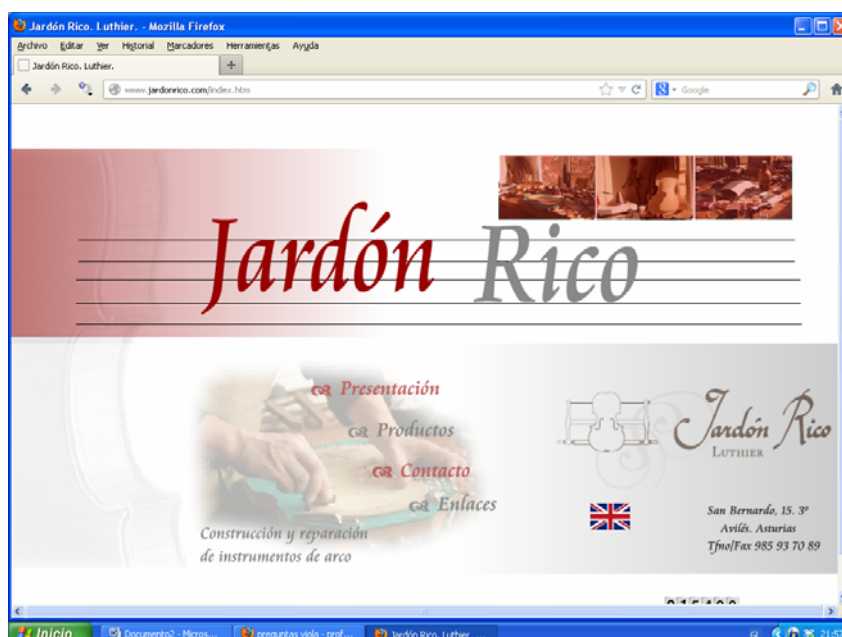 Jardón Rico. Luthier. - Mozilla Firefox
Archivo Editar Ver Historial Marcadores Herramientas Ayuda
Jardón Rico. Luthier.
www.jardonrico.com/index.htm
Google
Jardón Rico
Presentación
Productos
Contacto
Enlaces
Construcción y reparación
de instrumentos de arco
Jardón Rico
LUTHIER
San Bernardo, 15. 3º
Avilés. Asturias
Tfno/Fax 985 93 70 89
Inicio
Documento2 - Micros...
preguntas viola - prof...
Jardón Rico. Luthier...